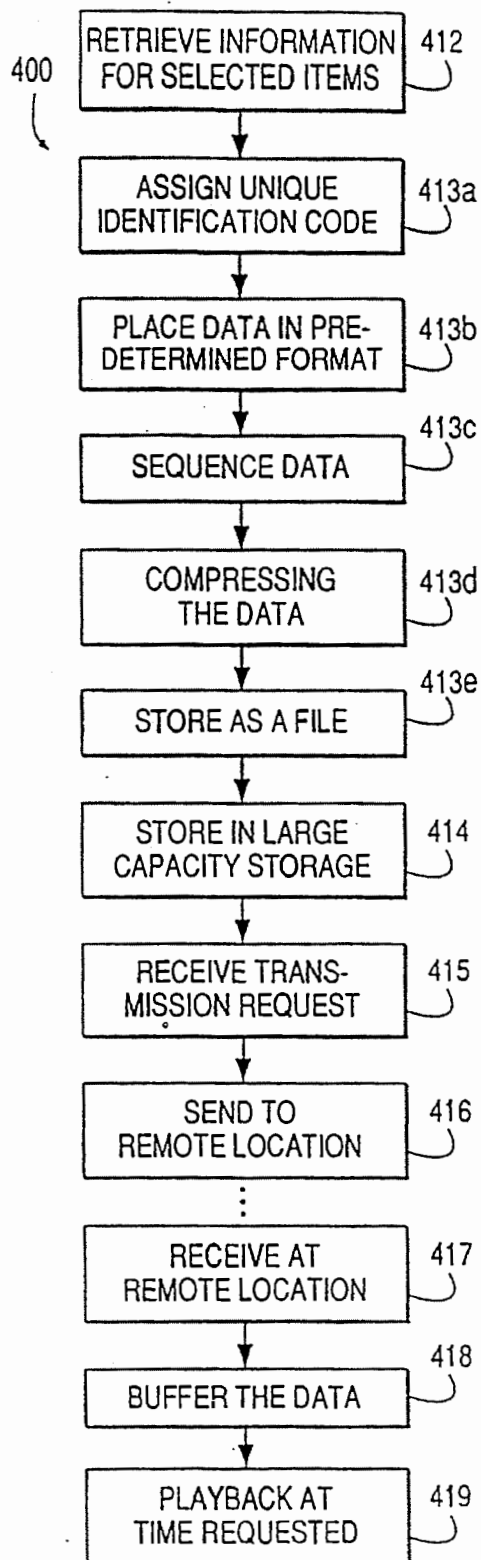 400
RETRIEVE INFORMATION
FOR SELECTED ITEMS
412
ASSIGN UNIQUE
IDENTIFICATION CODE
413a
PLACE DATA IN PRE-
DETERMINED FORMAT
413b
SEQUENCE DATA
413c
COMPRESSING
THE DATA
413d
STORE AS A FILE
413e
STORE IN LARGE
CAPACITY STORAGE
414
RECEIVE TRANS-
MISSION REQUEST
415
SEND TO
REMOTE LOCATION
416
RECEIVE AT
REMOTE LOCATION
417
BUFFER THE DATA
418
PLAYBACK AT
TIME REQUESTED
419